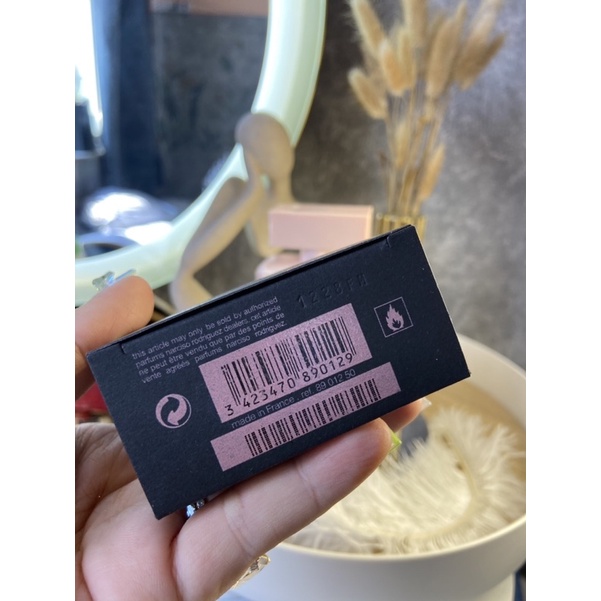 this article may only be sold by authorized
parfums narciso rodriguez dealers. cet article
ne peut être vendu que par des points de
vente agréés parfums narciso rodriguez.
3 423470 890129
made in France . ref. 89 012 50